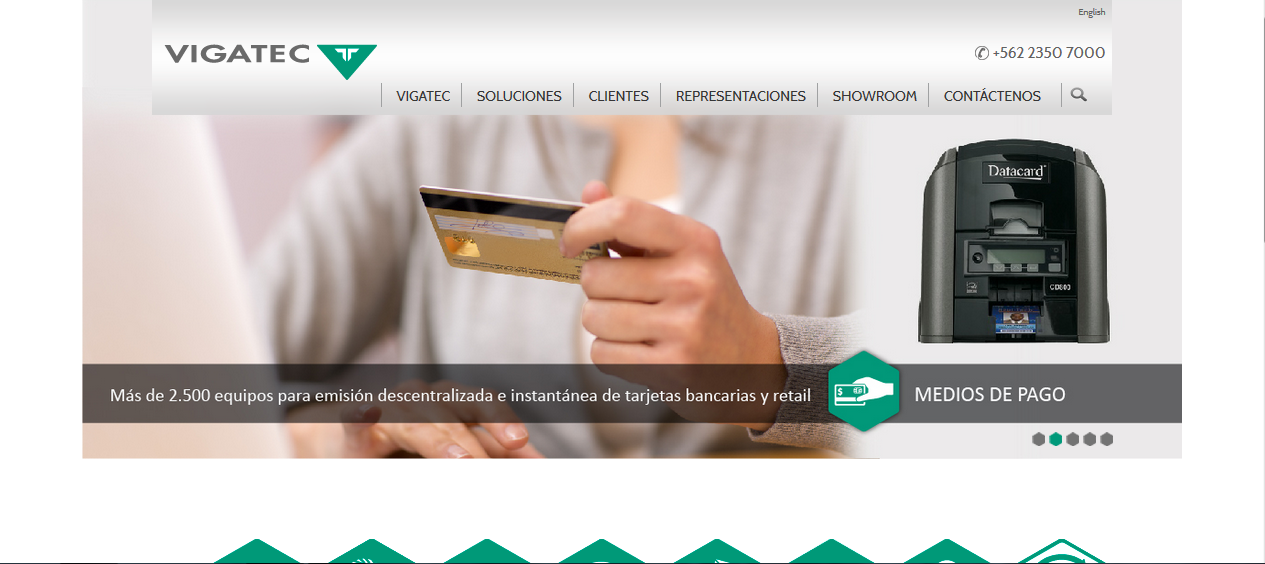 English
VIGATEC
+562 2350 7000
VIGATEC
SOLUCIONES
CLIENTES
REPRESENTACIONES
SHOWROOM
CONTÁCTENOS
Datacard
CD800
Más de 2.500 equipos para emisión descentralizada e instantánea de tarjetas bancarias y retail
MEDIOS DE PAGO